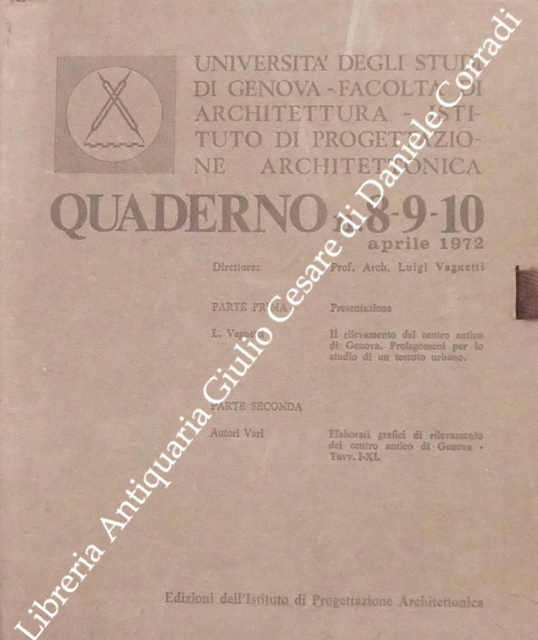 UNIVERSITA' DEGLI STUDI
DI GENOVA - FACOLTA' DI
ARCHITETTURA - ISTI-
TUTO DI PROGETTAZIO-
NE ARCHITETTONICA
QUADERNO n. 8-9-10
aprile 1972
Direttore: Prof. Arch. Luigi Vagnetti
PARTE PRIMA Presentazione
L. Vagnetti Il rilevamento del centro antico
di Genova. Prolegomeni per lo
studio di un tessuto urbano.
PARTE SECONDA
Autori Vari Elaborati grafici di rilevamento
del centro antico di Genova -
Tavv. I-XI.
Edizioni dell'Istituto di Progettazione Architettonica
Libreria Antiquaria Giulio Cesare di Daniele Corradi